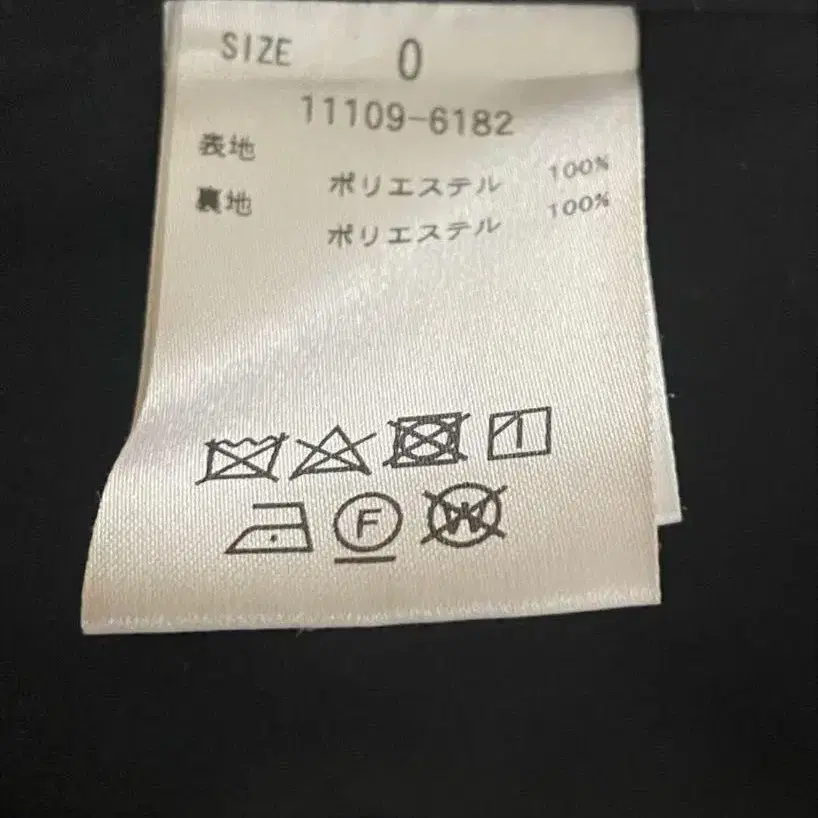 SIZE 0
11109-6182
表地
ポリエステル 100%
裏地
ポリエステル 100%
F
W